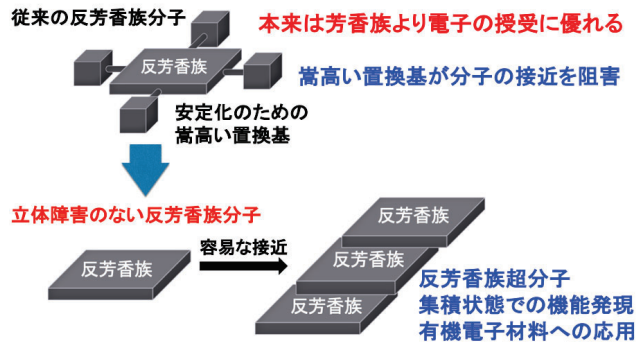 従来の反芳香族分子
本来は芳香族より電子の授受に優れる
反芳香族
嵩高い置換基が分子の接近を阻害
安定化のための
嵩高い置換基
立体障害のない反芳香族分子
反芳香族
容易な接近
反芳香族
反芳香族
反芳香族
反芳香族超分子
集積状態での機能発現
有機電子材料への応用